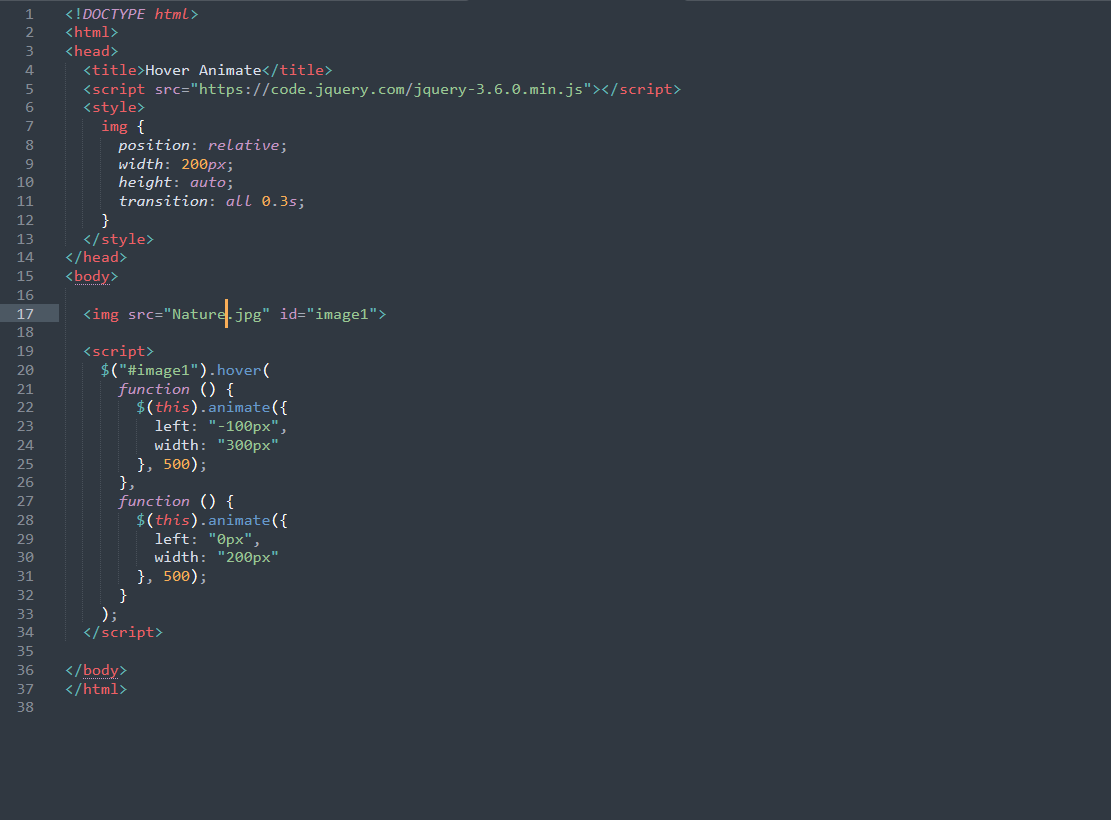 1 <!DOCTYPE html>
2 <html>
3 <head>
4   <title>Hover Animate</title>
5   <script src="https://code.jquery.com/jquery-3.6.0.min.js"></script>
6   <style>
7     img {
8       position: relative;
9       width: 200px;
10       height: auto;
11       transition: all 0.3s;
12     }
13   </style>
14 </head>
15 <body>
16
17   <img src="Nature.jpg" id="image1">
18
19   <script>
20     $("#image1").hover(
21       function () {
22         $(this).animate({
23           left: "-100px",
24           width: "300px"
25         }, 500);
26       },
27       function () {
28         $(this).animate({
29           left: "0px",
30           width: "200px"
31         }, 500);
32       }
33     );
34   </script>
35
36 </body>
37 </html>
38